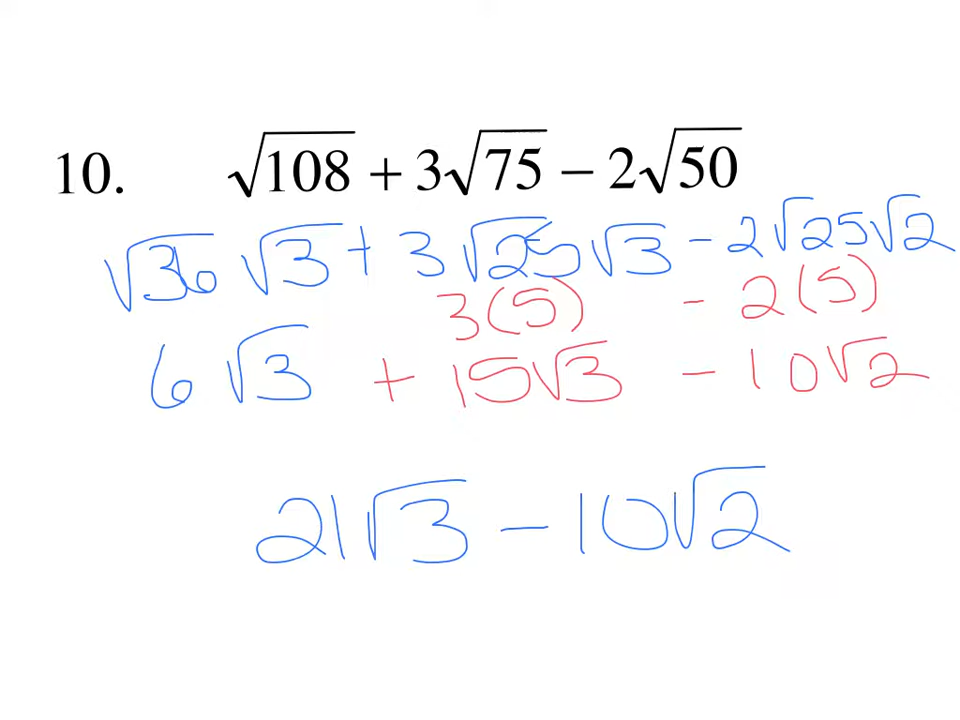 10. √108 + 3√75 − 2√50
√36 √3 + 3 √25 √3 − 2√25√2
3(5) − 2(5)
6√3 + 15√3 − 10√2
21√3 − 10√2